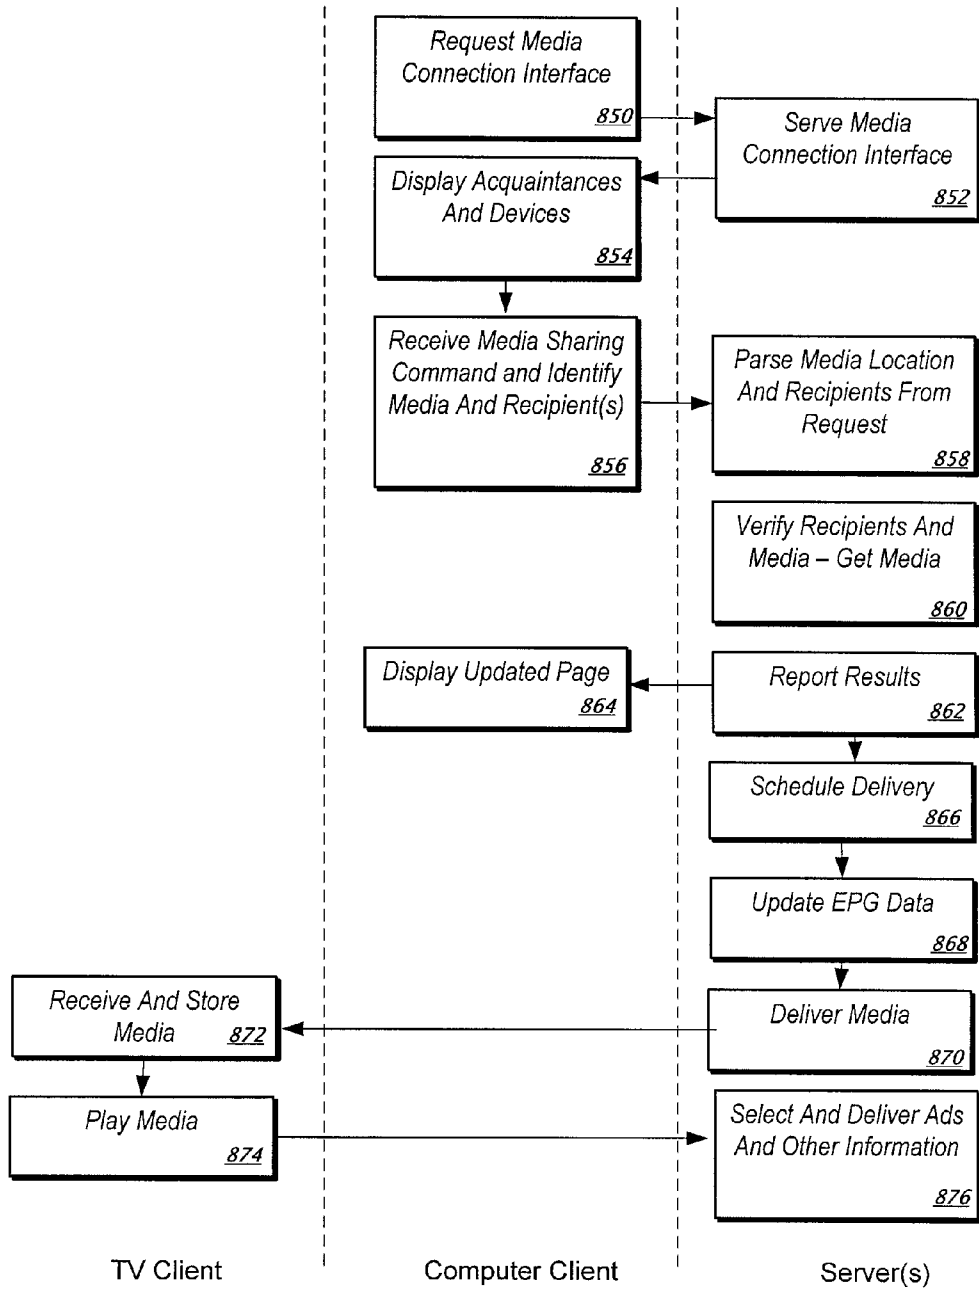 Request Media
Connection Interface
850
Serve Media
Connection Interface
852
Display Acquaintances
And Devices
854
Receive Media Sharing
Command and Identify
Media And Recipient(s)
856
Parse Media Location
And Recipients From
Request
858
Verify Recipients And
Media – Get Media
860
Display Updated Page
864
Report Results
862
Schedule Delivery
866
Update EPG Data
868
Receive And Store
Media 872
Deliver Media
870
Play Media
874
Select And Deliver Ads
And Other Information
876
TV Client
Computer Client
Server(s)